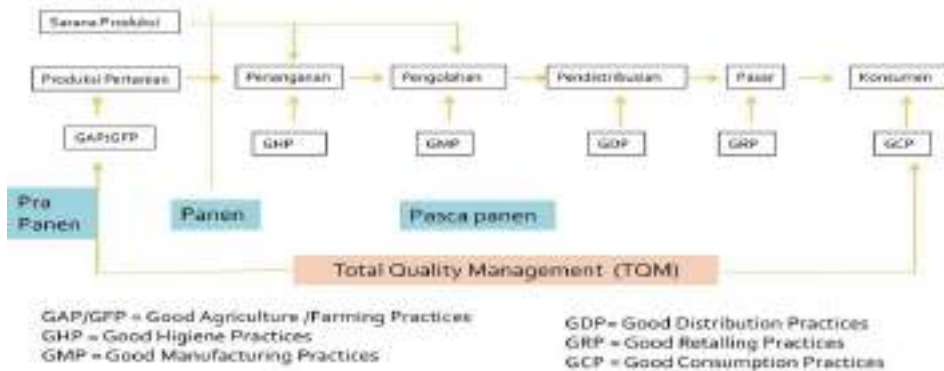 Sarana Produksi
Produksi Pertanian
Penanganan
Pengolahan
Pendistribusian
Pasar
Konsumen
GAP/GFP
GHP
GMP
GDP
GRP
GCP
Pra
Panen
Panen
Pasca panen
Total Quality Management (TQM)
GAP/GFP = Good Agriculture /Farming Practices
GHP = Good Higiene Practices
GMP = Good Manufacturing Practices
GDP= Good Distribution Practices
GRP = Good Retalling Practices
GCP = Good Consumption Practices